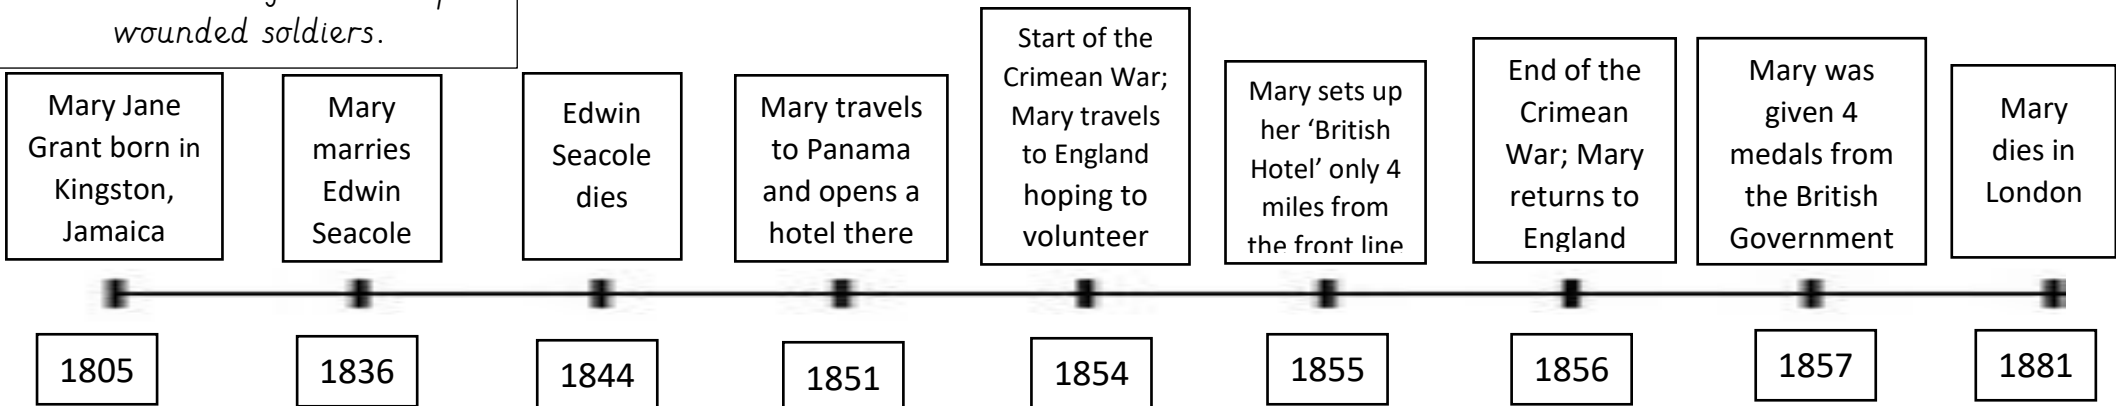 wounded soldiers.
Mary Jane
Grant born in
Kingston,
Jamaica
Mary
marries
Edwin
Seacole
Edwin
Seacole
dies
Mary travels
to Panama
and opens a
hotel there
Start of the
Crimean War;
Mary travels
to England
hoping to
volunteer
Mary sets up
her ‘British
Hotel’ only 4
miles from
the front line
End of the
Crimean
War; Mary
returns to
England
Mary was
given 4
medals from
the British
Government
Mary
dies in
London
1805
1836
1844
1851
1854
1855
1856
1857
1881